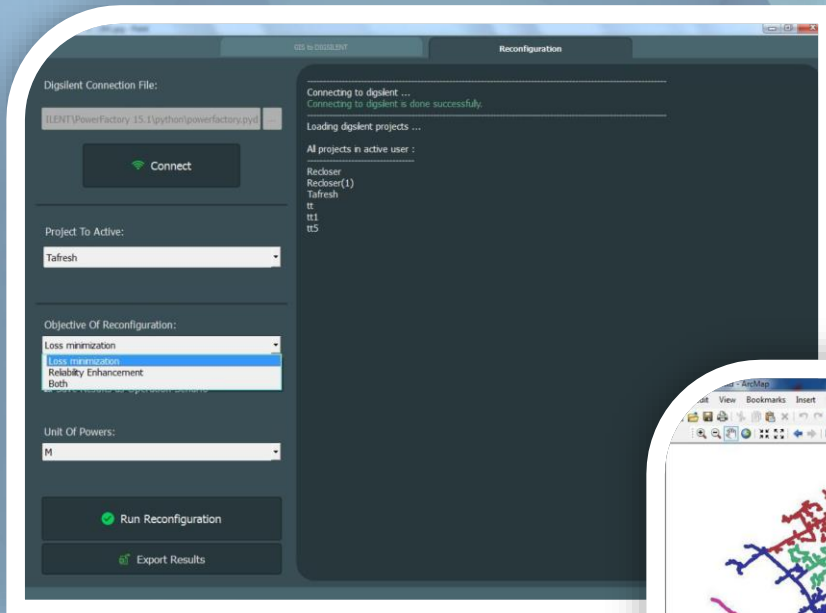 GIS to DIGSILENT
Reconfiguration
Digsilent Connection File:
ILENT\PowerFactory 15.1\python\powerfactory.pyd
...
Connect
Project To Active:
Tafresh
Objective Of Reconfiguration:
Loss minimization
Loss minimization
Reliability Enhancement
Both
Unit Of Powers:
M
Run Reconfiguration
Export Results
Connecting to digsilent ...
Connecting to digsilent is done successfully.
Loading digsilent projects ...
All projects in active user :
Recloser
Recloser(1)
Tafresh
tt
tt1
tt5
- ArcMap
View Bookmarks Insert